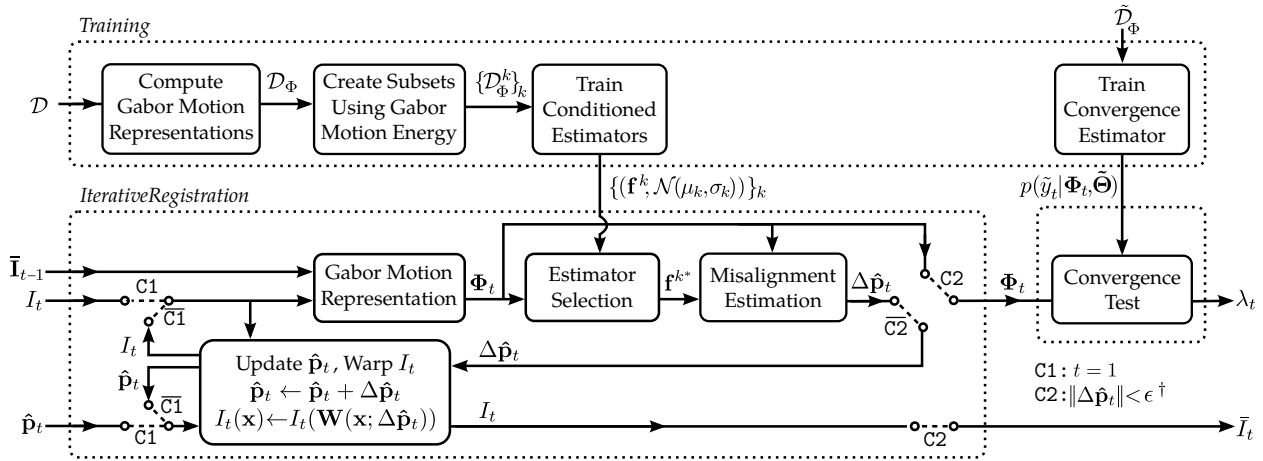 Training
𝒟̃_Φ
𝒟
Compute
Gabor Motion
Representations
𝒟_Φ
Create Subsets
Using Gabor
Motion Energy
{𝒟_Φ^k}_k
Train
Conditioned
Estimators
Train
Convergence
Estimator
IterativeRegistration
{(𝐟^k, 𝒩(μ_k,σ_k))}_k
p(ỹ_t|𝚽_t,𝚯̃)
𝐈̄_{t−1}
Gabor Motion
Representation
𝚽_t
Estimator
Selection
𝐟^{k*}
Misalignment
Estimation
Δ𝐩̂_t
C2
C̅2̅
𝚽_t
Convergence
Test
λ_t
I_t
C1
C̅1̅
I_t
𝐩̂_t
C̅1̅
Δ𝐩̂_t
Update 𝐩̂_t, Warp I_t
𝐩̂_t ← 𝐩̂_t + Δ𝐩̂_t
I_t(𝐱)←I_t(𝐖(𝐱; Δ𝐩̂_t))
C1: t = 1
C2: ‖Δ𝐩̂_t‖<ϵ †
𝐩̂_t
C1
I_t
C2
Ī_t